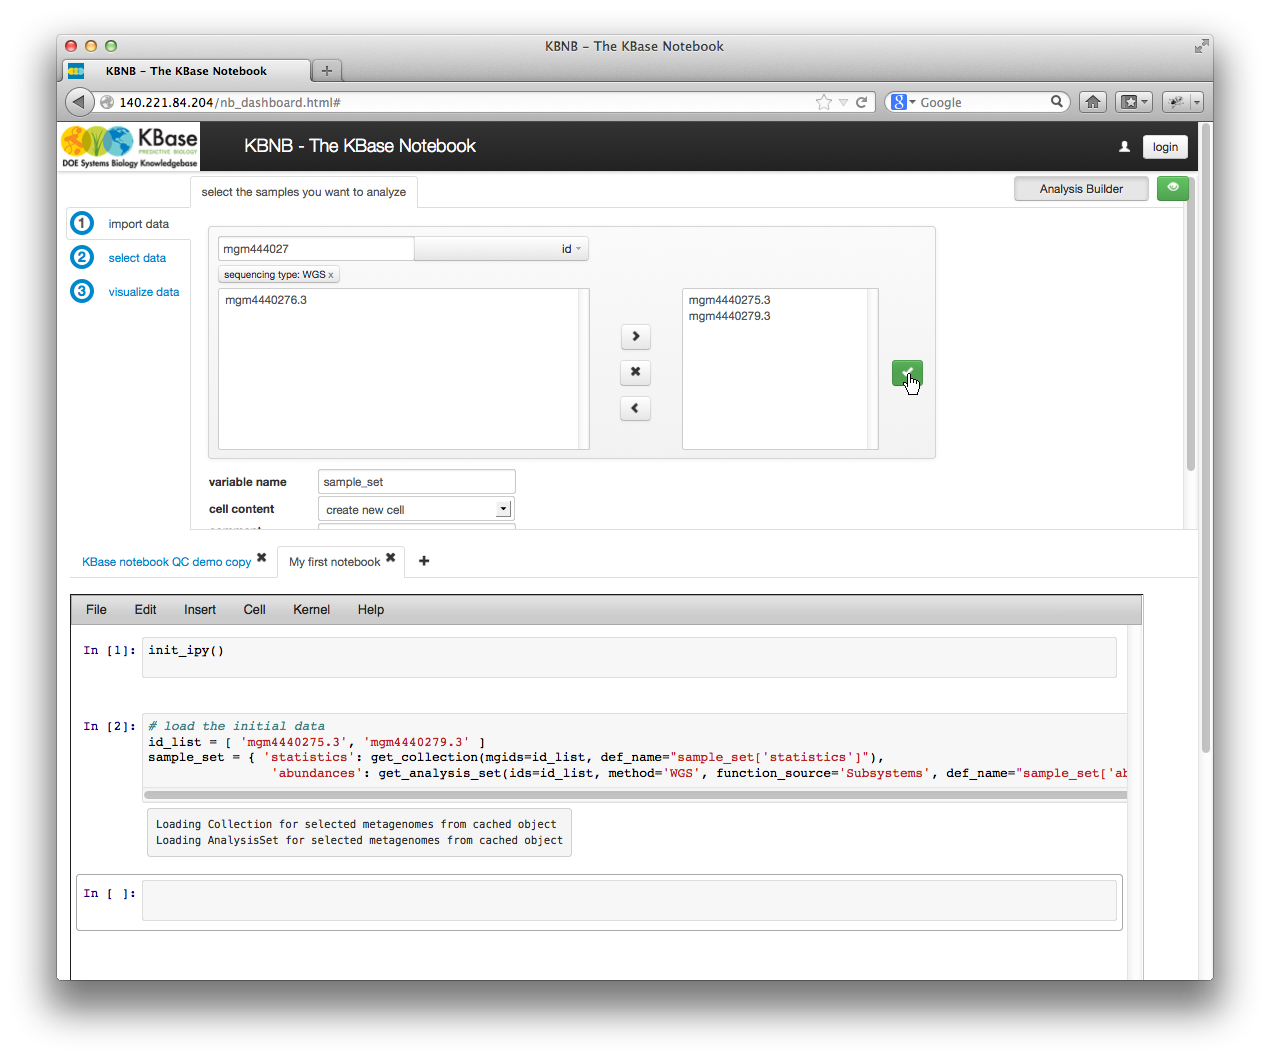 KBNB - The KBase Notebook
KBNB - The KBase Notebook
140.221.84.204/nb_dashboard.html#
Google
KBase
PREDICTIVE BIOLOGY
DOE Systems Biology Knowledgebase
KBNB - The KBase Notebook
login
select the samples you want to analyze
Analysis Builder
1 import data
2 select data
3 visualize data
mgm444027
id
sequencing type: WGS x
mgm4440276.3
mgm4440275.3
mgm4440279.3
variable name
sample_set
cell content
create new cell
KBase notebook QC demo copy
My first notebook
File Edit Insert Cell Kernel Help
In [1]: init_ipy()
In [2]: # load the initial data
id_list = [ 'mgm4440275.3', 'mgm4440279.3' ]
sample_set = { 'statistics': get_collection(mgids=id_list, def_name="sample_set['statistics']"),
'abundances': get_analysis_set(ids=id_list, method='WGS', function_source='Subsystems', def_name="sample_set['ab
Loading Collection for selected metagenomes from cached object
Loading AnalysisSet for selected metagenomes from cached object
In [ ]: